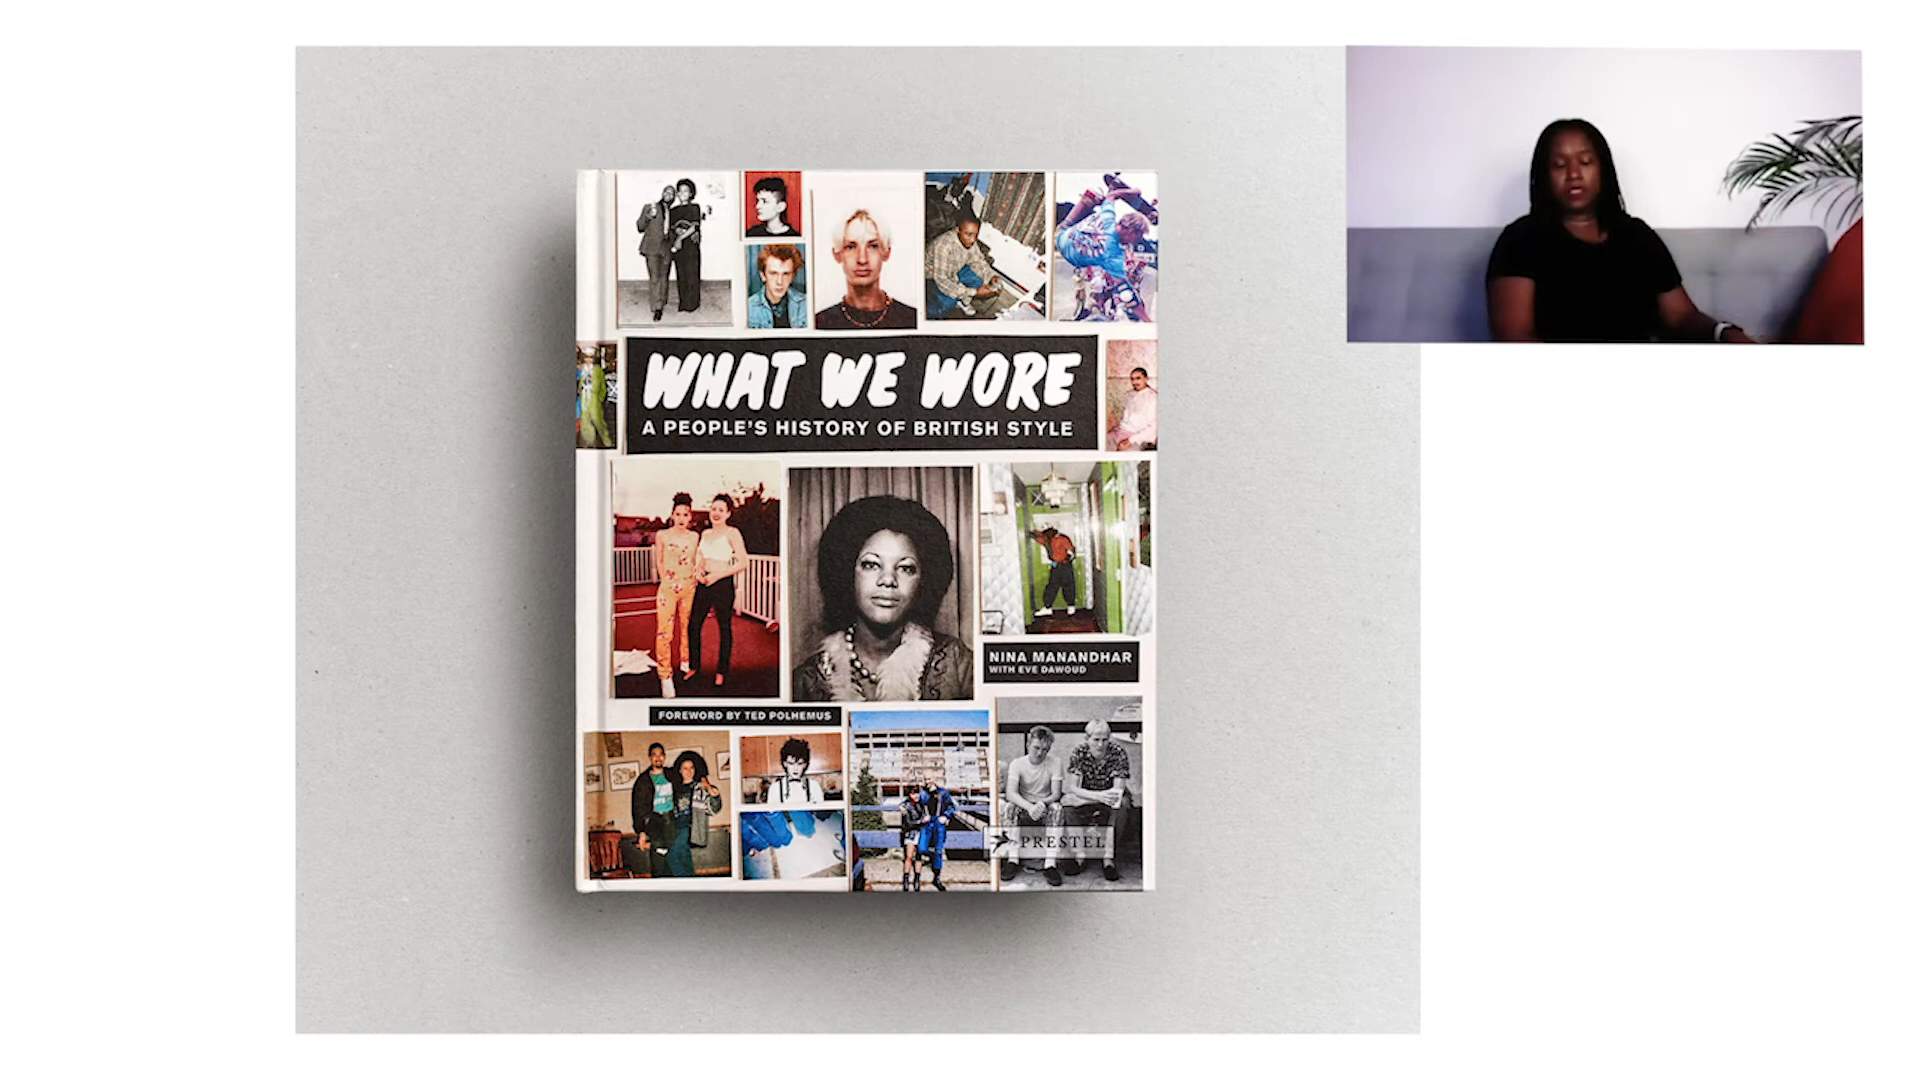 WHAT WE WORE
A PEOPLE'S HISTORY OF BRITISH STYLE
NINA MANANDHAR
WITH EVE DAWOUD
FOREWORD BY TED POLHEMUS
PRESTEL